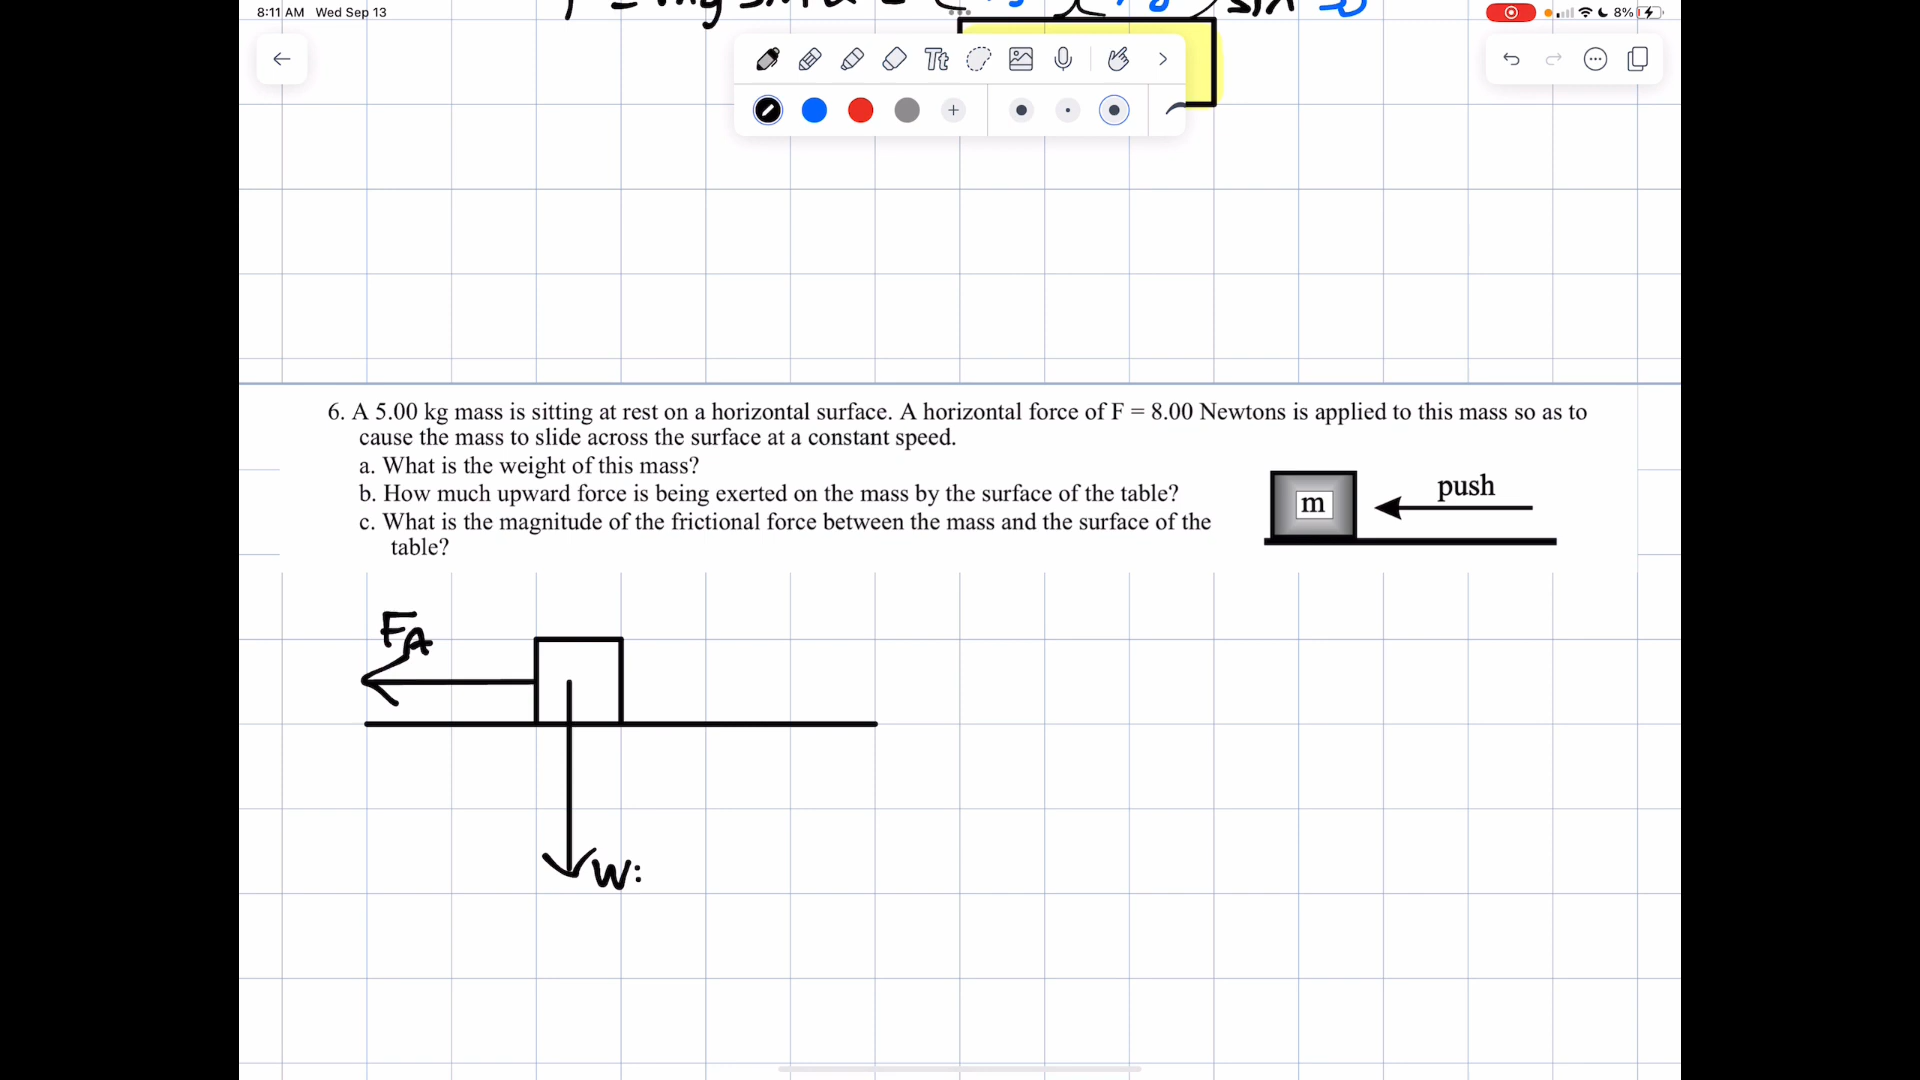 8:11 AM Wed Sep 13
8%
Tt
6. A 5.00 kg mass is sitting at rest on a horizontal surface. A horizontal force of F = 8.00 Newtons is applied to this mass so as to
cause the mass to slide across the surface at a constant speed.
a. What is the weight of this mass?
b. How much upward force is being exerted on the mass by the surface of the table?
c. What is the magnitude of the frictional force between the mass and the surface of the
table?
push
m
FA
W: